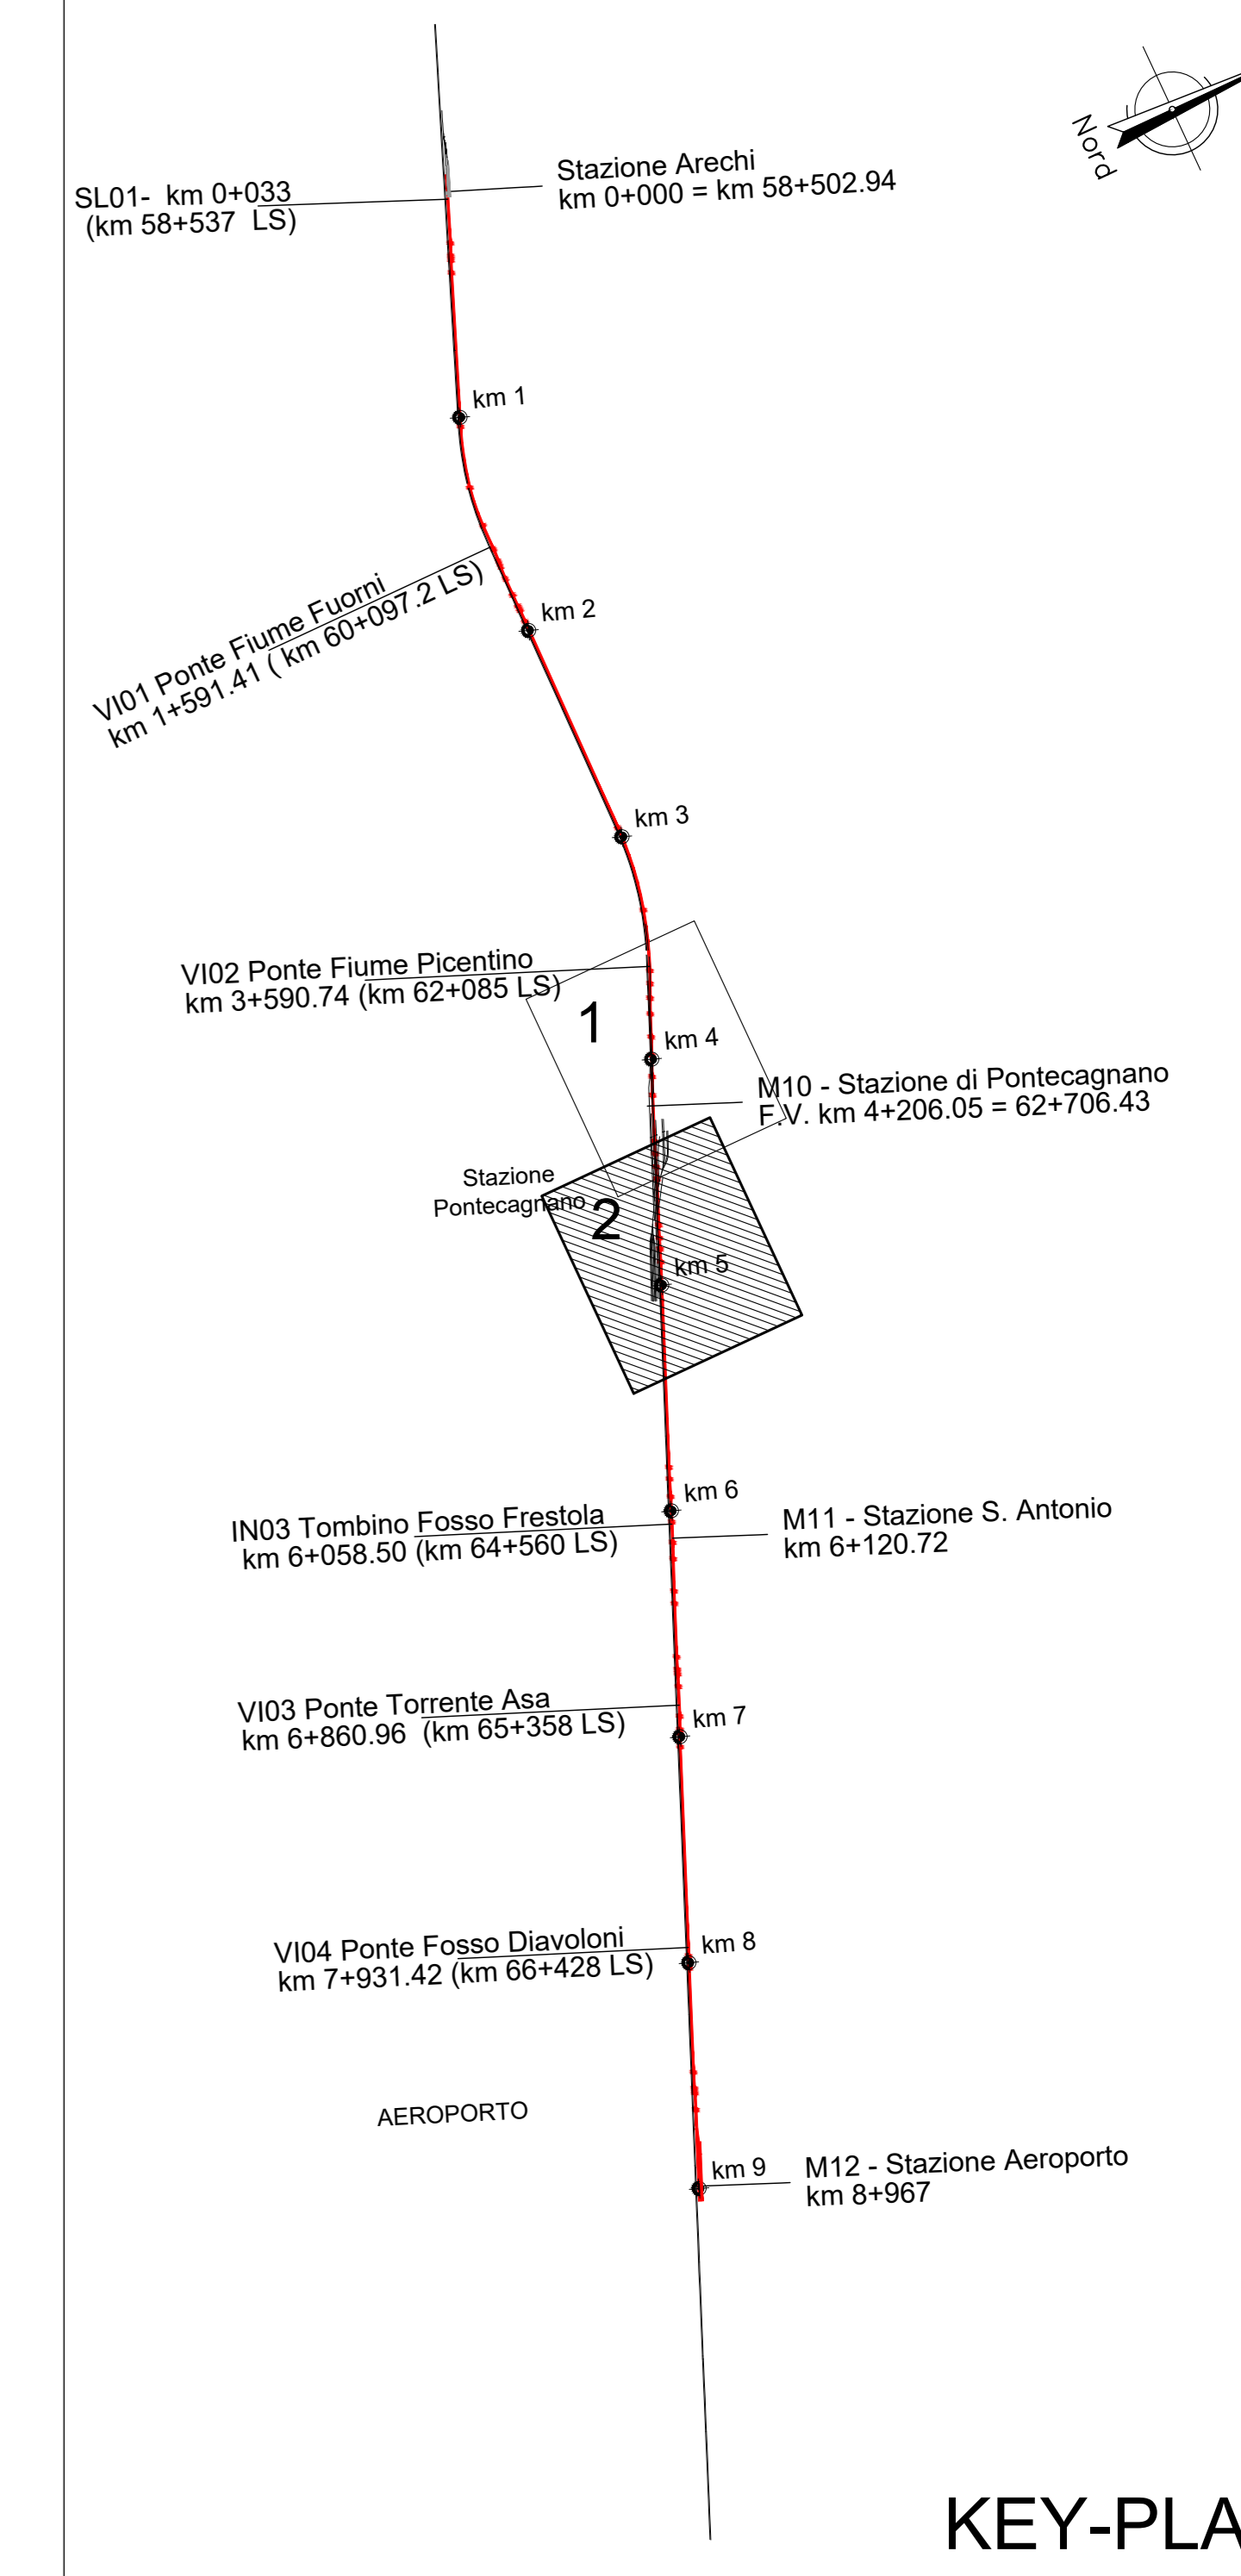 Nord
Stazione Arechi
km 0+000 = km 58+502.94
SL01-  km 0+033
(km 58+537  LS)
km 1
VI01 Ponte Fiume Fuorni
km 1+591.41 ( km 60+097.2 LS)
km 2
km 3
VI02 Ponte Fiume Picentino
km 3+590.74 (km 62+085 LS)
1
km 4
M10 - Stazione di Pontecagnano
F.V. km 4+206.05 = 62+706.43
Stazione
Pontecagnano
2
km 5
km 6
IN03 Tombino Fosso Frestola
km 6+058.50 (km 64+560 LS)
M11 - Stazione S. Antonio
km 6+120.72
VI03 Ponte Torrente Asa
km 6+860.96  (km 65+358 LS)
km 7
VI04 Ponte Fosso Diavoloni
km 7+931.42 (km 66+428 LS)
km 8
AEROPORTO
km 9
M12 - Stazione Aeroporto
km 8+967
KEY-PLA